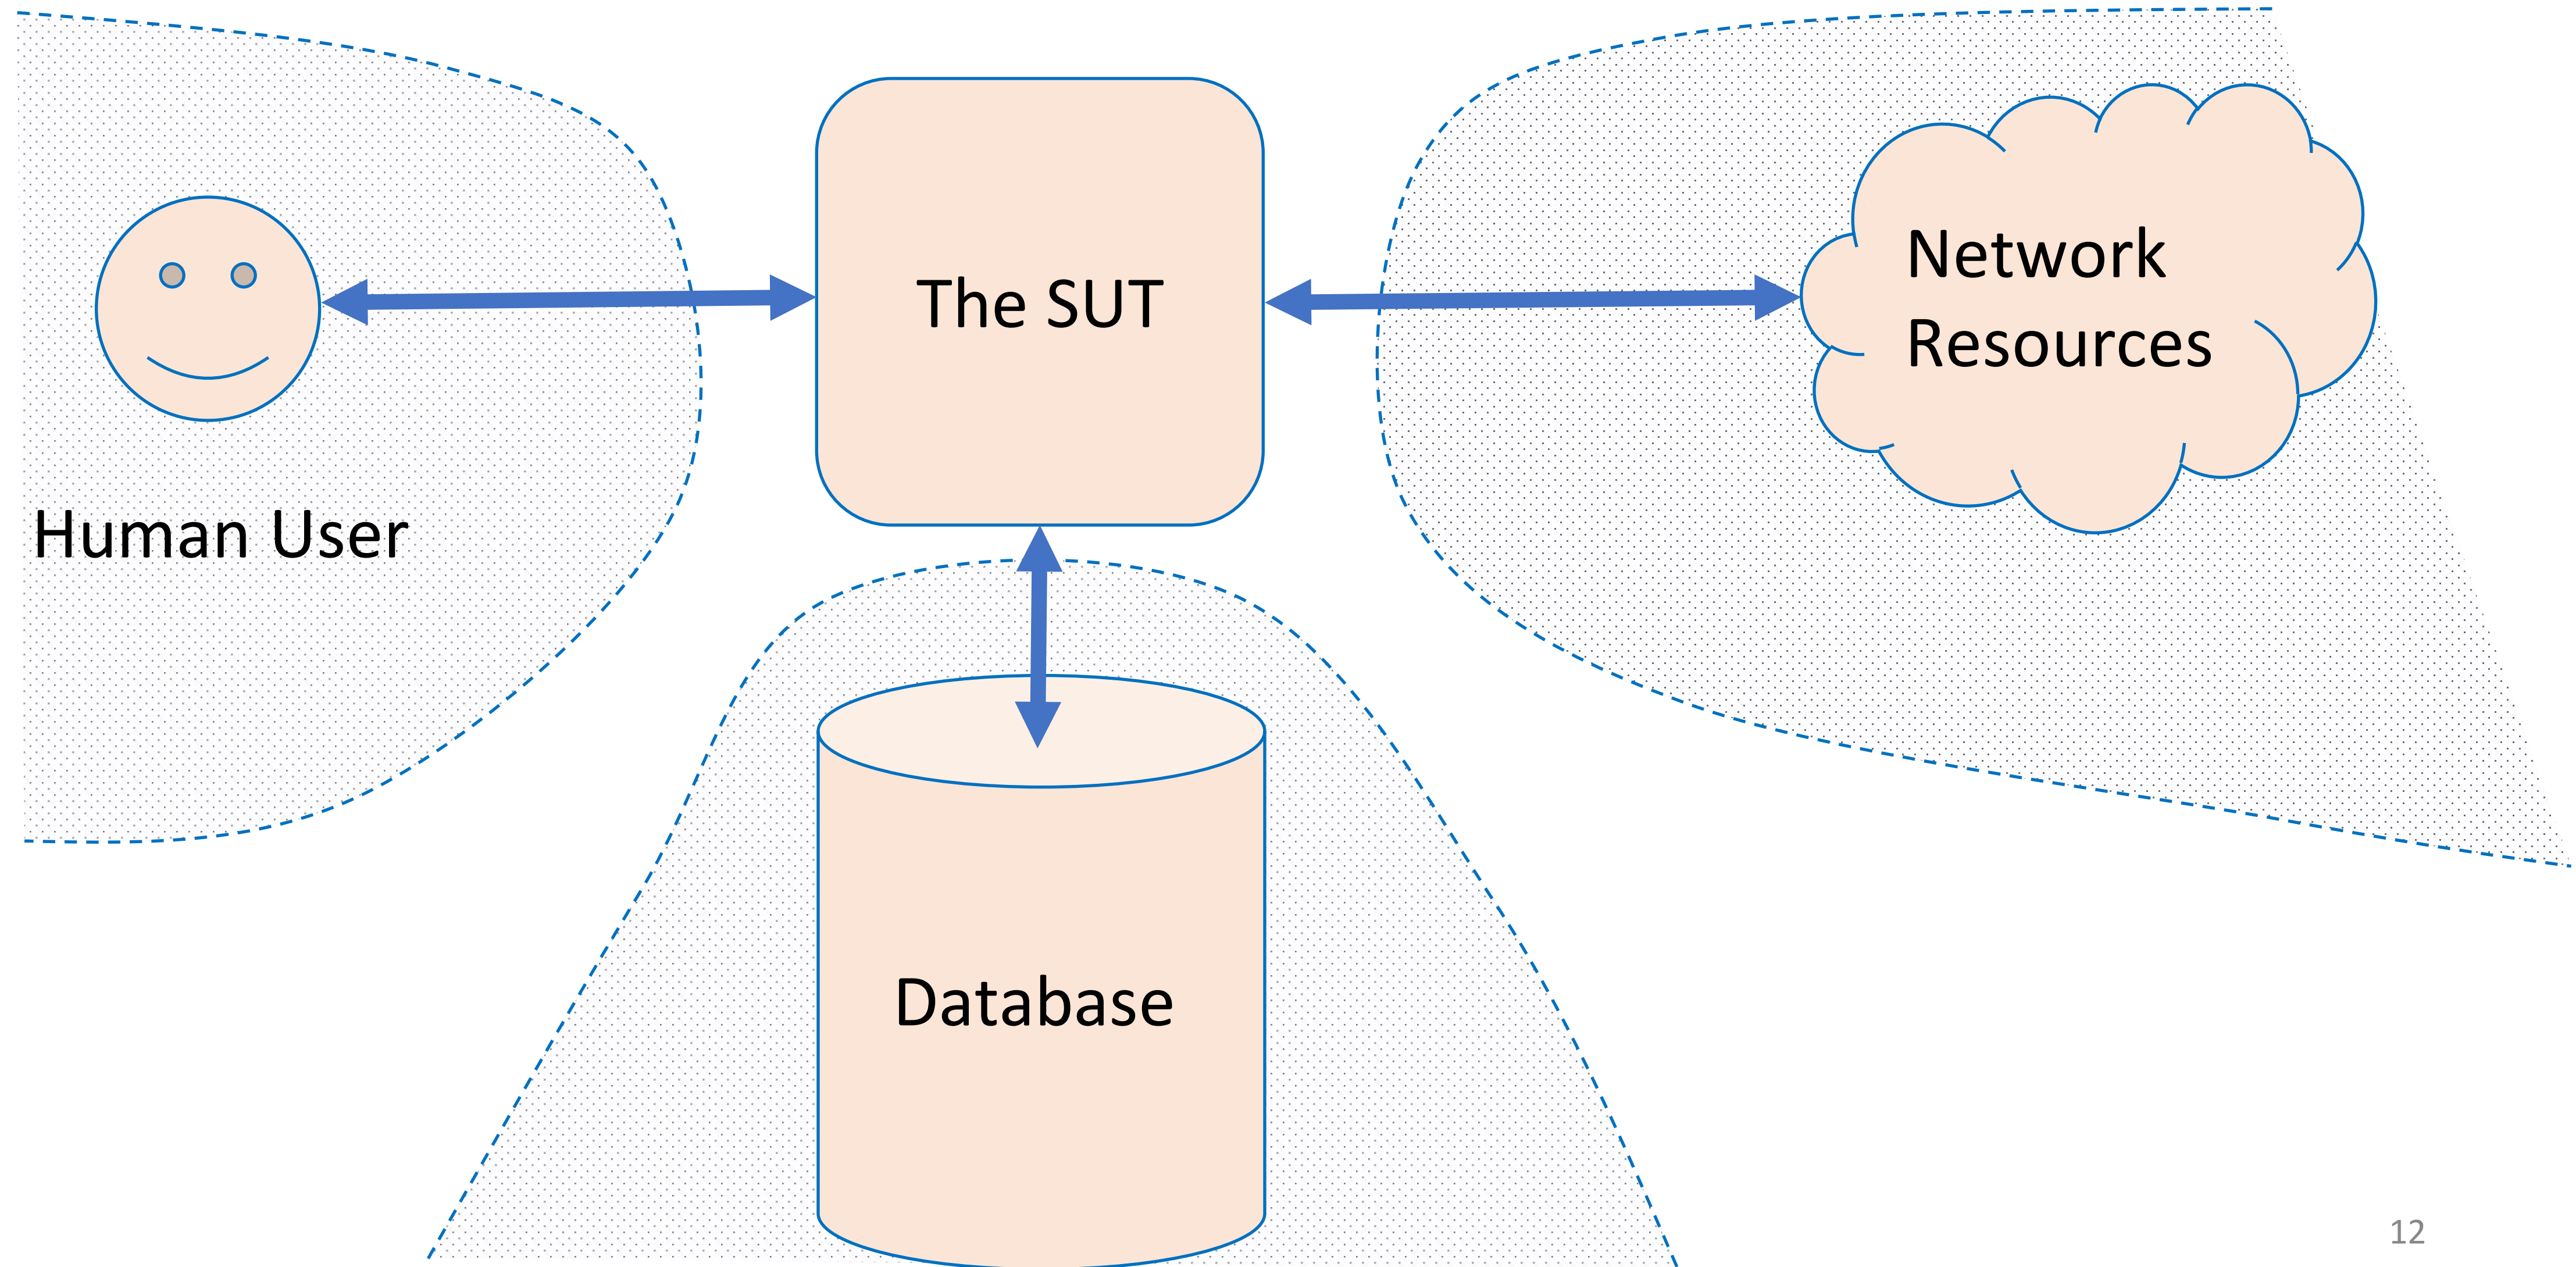 The SUT
Network
Resources
Human User
Database
12